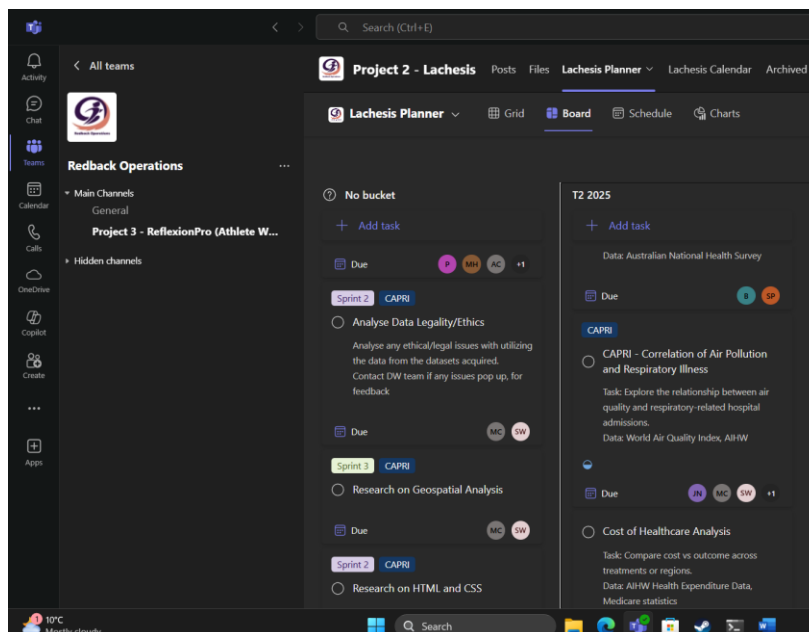 Search (Ctrl+E)
Activity
Chat
Teams
Calendar
Calls
OneDrive
Copilot
Create
Apps
All teams
Redback Operations
Redback Operations
Main Channels
General
Project 3 - ReflexionPro (Athlete W...
Hidden channels
Project 2 - Lachesis
Posts
Files
Lachesis Planner
Lachesis Calendar
Archived
Lachesis Planner
Grid
Board
Schedule
Charts
No bucket
Add task
Due
P
MH
AC
+1
Sprint 2
CAPRI
Analyse Data Legality/Ethics
Analyse any ethical/legal issues with utilizing
the data from the datasets acquired.
Contact DW team if any issues pop up, for
feedback
Due
MC
SW
Sprint 3
CAPRI
Research on Geospatial Analysis
Due
MC
SW
Sprint 2
CAPRI
Research on HTML and CSS
T2 2025
Add task
Data: Australian National Health Survey
Due
B
SP
CAPRI
CAPRI - Correlation of Air Pollution
and Respiratory Illness
Task: Explore the relationship between air
quality and respiratory-related hospital
admissions.
Data: World Air Quality Index, AIHW
Due
JN
MC
SW
+1
Cost of Healthcare Analysis
Task: Compare cost vs outcome across
treatments or regions.
Data: AIHW Health Expenditure Data,
Medicare statistics
1
10°C
Mostly cloudy
Search